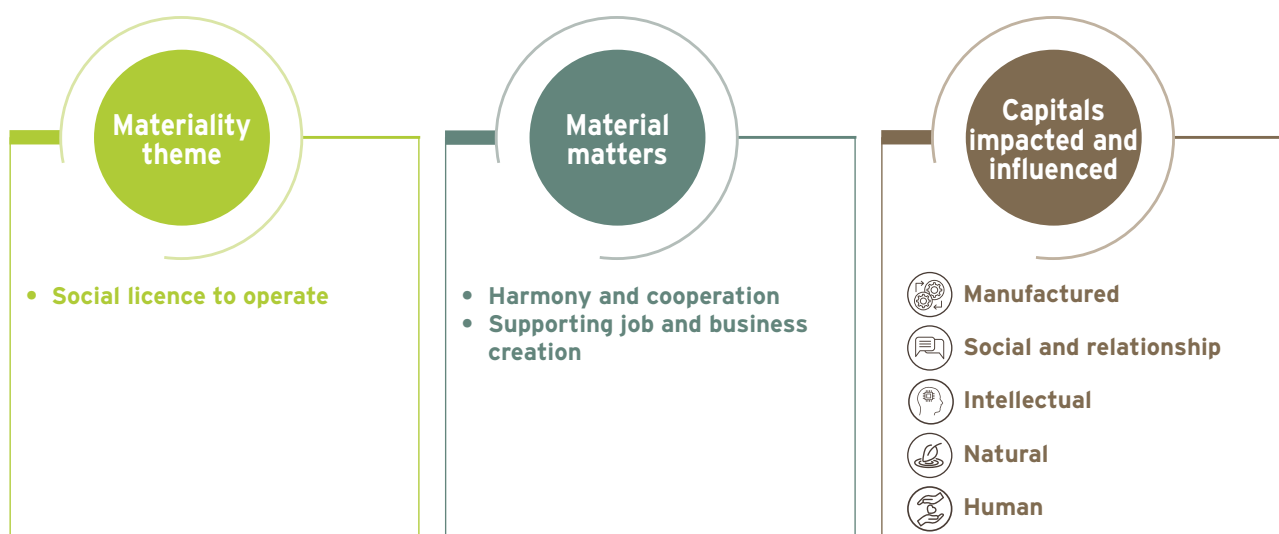 Materiality
theme
• Social licence to operate
Material
matters
• Harmony and cooperation
• Supporting job and business
creation
Capitals
impacted and
influenced
Manufactured
Social and relationship
Intellectual
Natural
Human